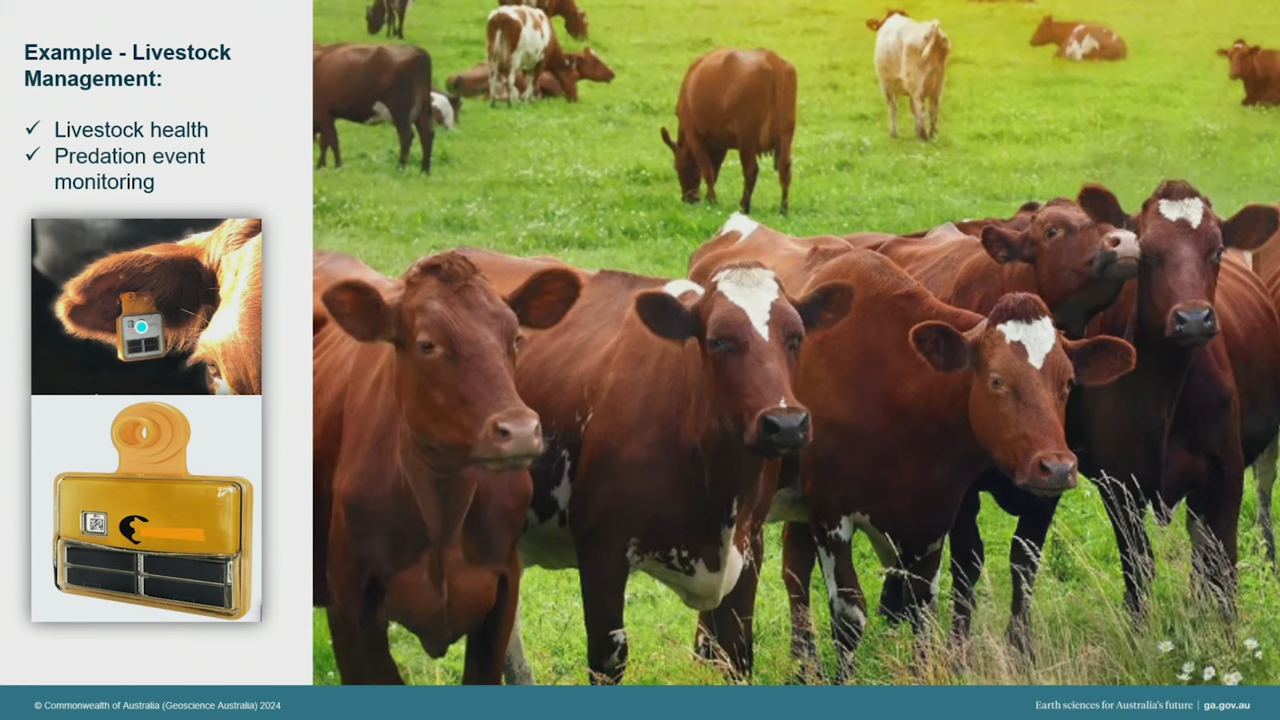 Example - Livestock
Management:
✓ Livestock health
✓ Predation event
monitoring
© Commonwealth of Australia (Geoscience Australia) 2024
Earth sciences for Australia's future | ga.gov.au